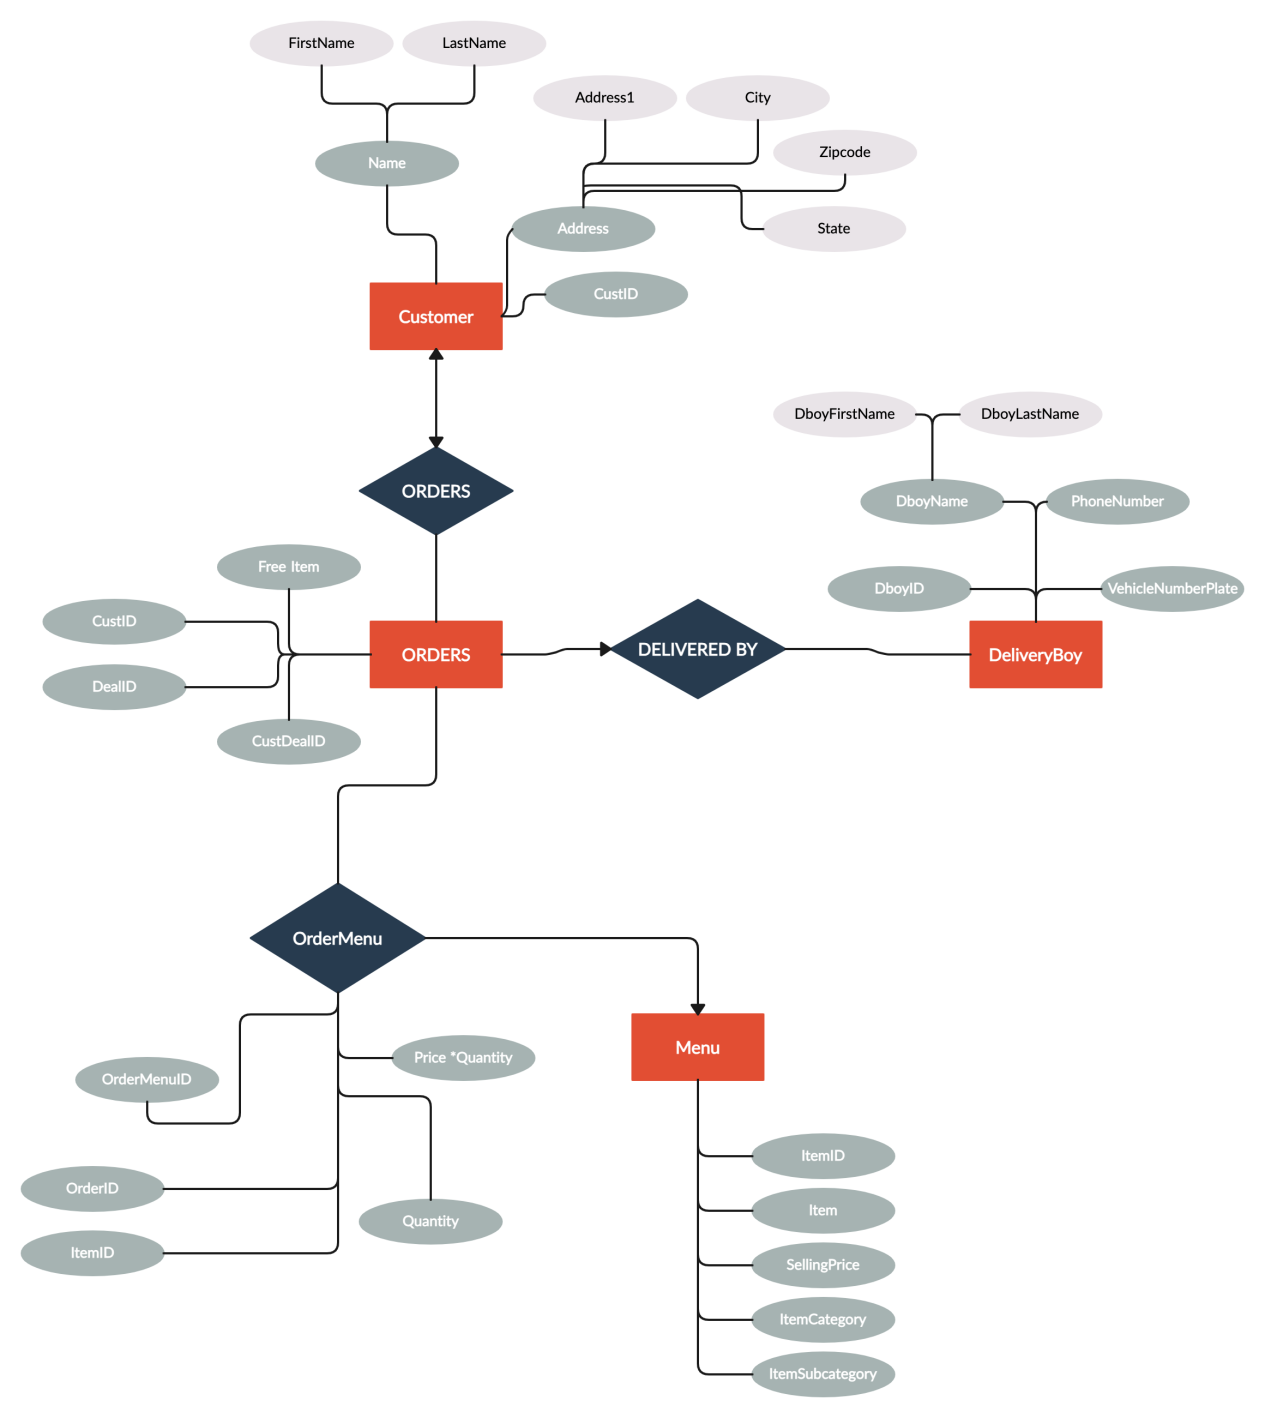 FirstName
LastName
Address1
City
Zipcode
Name
Address
State
CustID
Customer
DboyFirstName
DboyLastName
ORDERS
DboyName
PhoneNumber
Free Item
DboyID
VehicleNumberPlate
CustID
ORDERS
DELIVERED BY
DeliveryBoy
DealID
CustDealID
OrderMenu
Menu
Price *Quantity
OrderMenuID
ItemID
OrderID
Item
Quantity
ItemID
SellingPrice
ItemCategory
ItemSubcategory